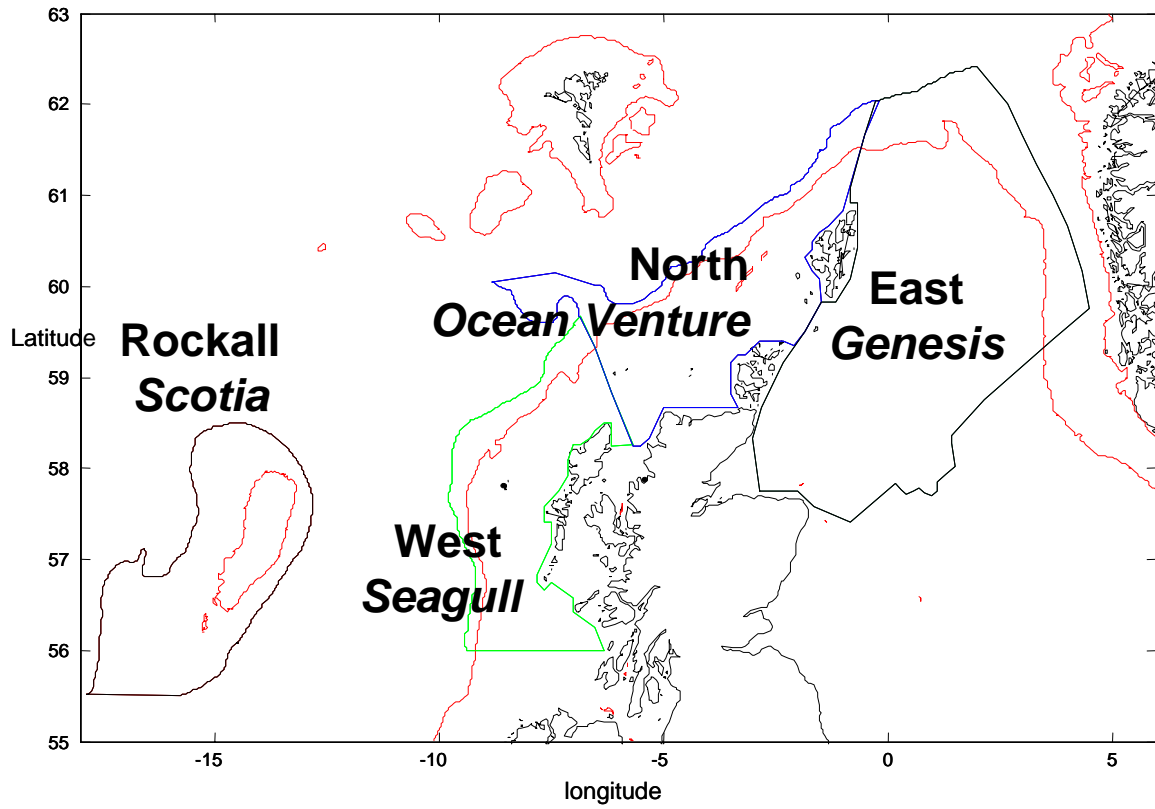 63
62
61
60
59
58
57
56
55
Latitude
North
Ocean Venture
East
Genesis
Rockall
Scotia
West
Seagull
-15
-10
-5
0
5
longitude